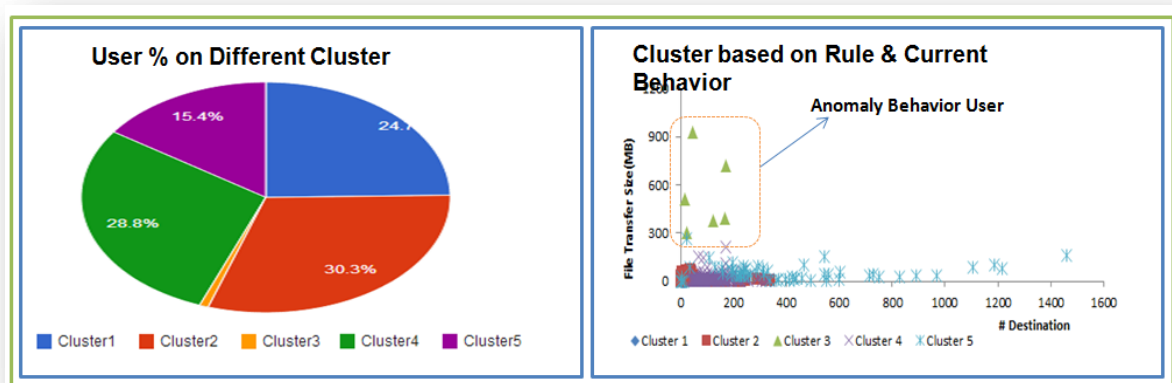 User % on Different Cluster
15.4%
24.7
28.8%
30.3%
Cluster1 Cluster2 Cluster3 Cluster4 Cluster5
Cluster based on Rule & Current
Behavior
1200
Anomaly Behavior User
900
600
300
0
File Transfer Size(MB)
0 200 400 600 800 1000 1200 1400 1600
# Destination
Cluster 1 Cluster 2 Cluster 3 Cluster 4 Cluster 5